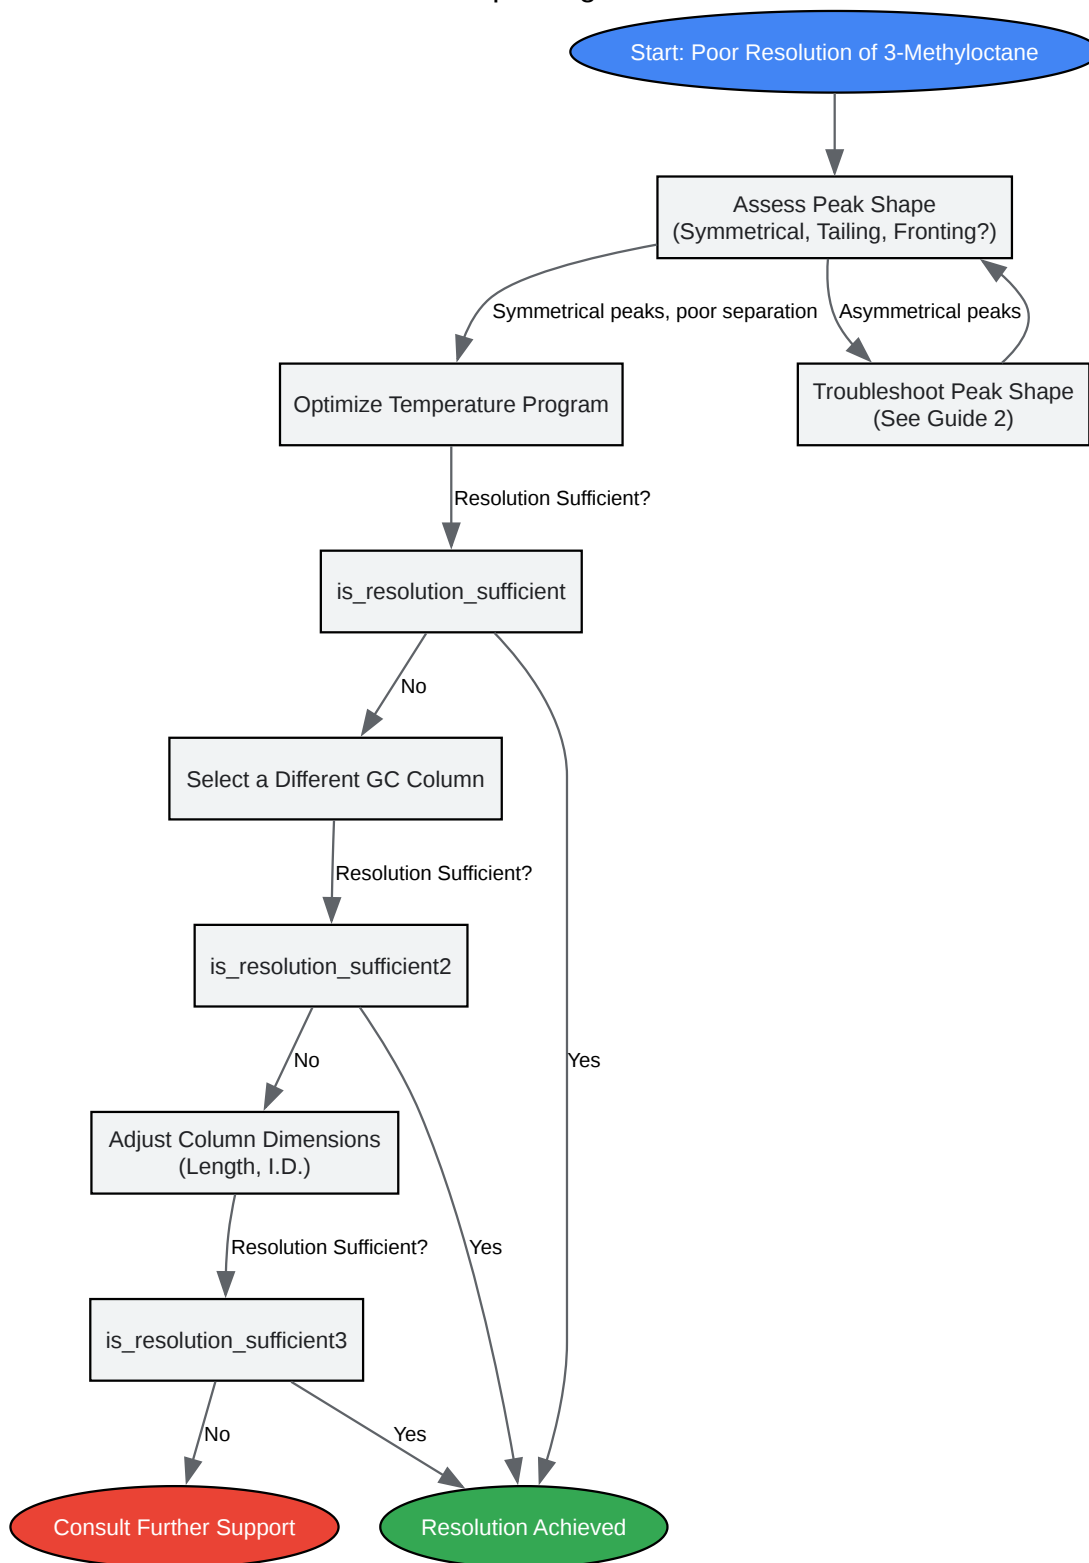 Start: Poor Resolution of 3-Methyloctane
Assess Peak Shape
(Symmetrical, Tailing, Fronting?)
Symmetrical peaks, poor separation
Asymmetrical peaks
Optimize Temperature Program
Troubleshoot Peak Shape
(See Guide 2)
Resolution Sufficient?
is_resolution_sufficient
No
Select a Different GC Column
Resolution Sufficient?
is_resolution_sufficient2
No
Yes
Adjust Column Dimensions
(Length, I.D.)
Resolution Sufficient?
Yes
is_resolution_sufficient3
No
Yes
Consult Further Support
Resolution Achieved